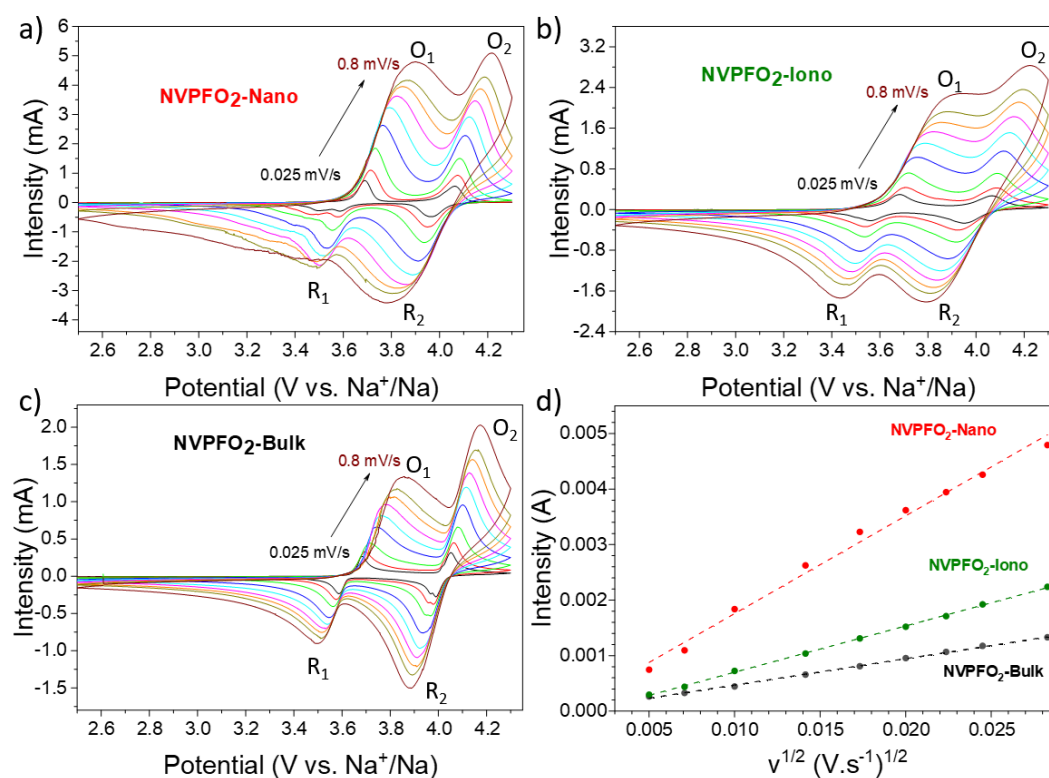 a)
6
5
4
3
2
1
0
-1
-2
-3
-4
Intensity (mA)
NVPFO₂-Nano
0.8 mV/s
0.025 mV/s
O₁
O₂
R₁
R₂
2.6 2.8 3.0 3.2 3.4 3.6 3.8 4.0 4.2
Potential (V vs. Na⁺/Na)
b)
3.2
2.4
1.6
0.8
0.0
-0.8
-1.6
-2.4
Intensity (mA)
NVPFO₂-Iono
0.8 mV/s
0.025 mV/s
O₁
O₂
R₁
R₂
2.6 2.8 3.0 3.2 3.4 3.6 3.8 4.0 4.2
Potential (V vs. Na⁺/Na)
c)
2.0
1.5
1.0
0.5
0.0
-0.5
-1.0
-1.5
Intensity (mA)
NVPFO₂-Bulk
0.8 mV/s
0.025 mV/s
O₁
O₂
R₁
R₂
2.6 2.8 3.0 3.2 3.4 3.6 3.8 4.0 4.2
Potential (V vs. Na⁺/Na)
d)
0.005
0.004
0.003
0.002
0.001
0.000
Intensity (A)
NVPFO₂-Nano
NVPFO₂-Iono
NVPFO₂-Bulk
0.005 0.010 0.015 0.020 0.025
v¹ᐟ² (V.s⁻¹)¹ᐟ²